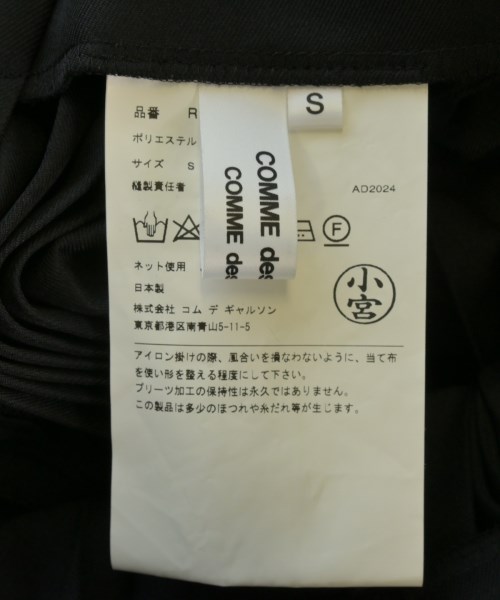 S
品番 R
ポリエステル
サイズ S
縫製責任者
AD2024
COMME des
COMME des
F
ネット使用
日本製
小宮
株式会社 コム デ ギャルソン
東京都港区南青山5-11-5
アイロン掛けの際、風合いを損なわないように、当て布
を使い形を整える程度にして下さい。
プリーツ加工の保持性は永久ではありません。
この製品は多少のほつれや糸だれ等が生じます。